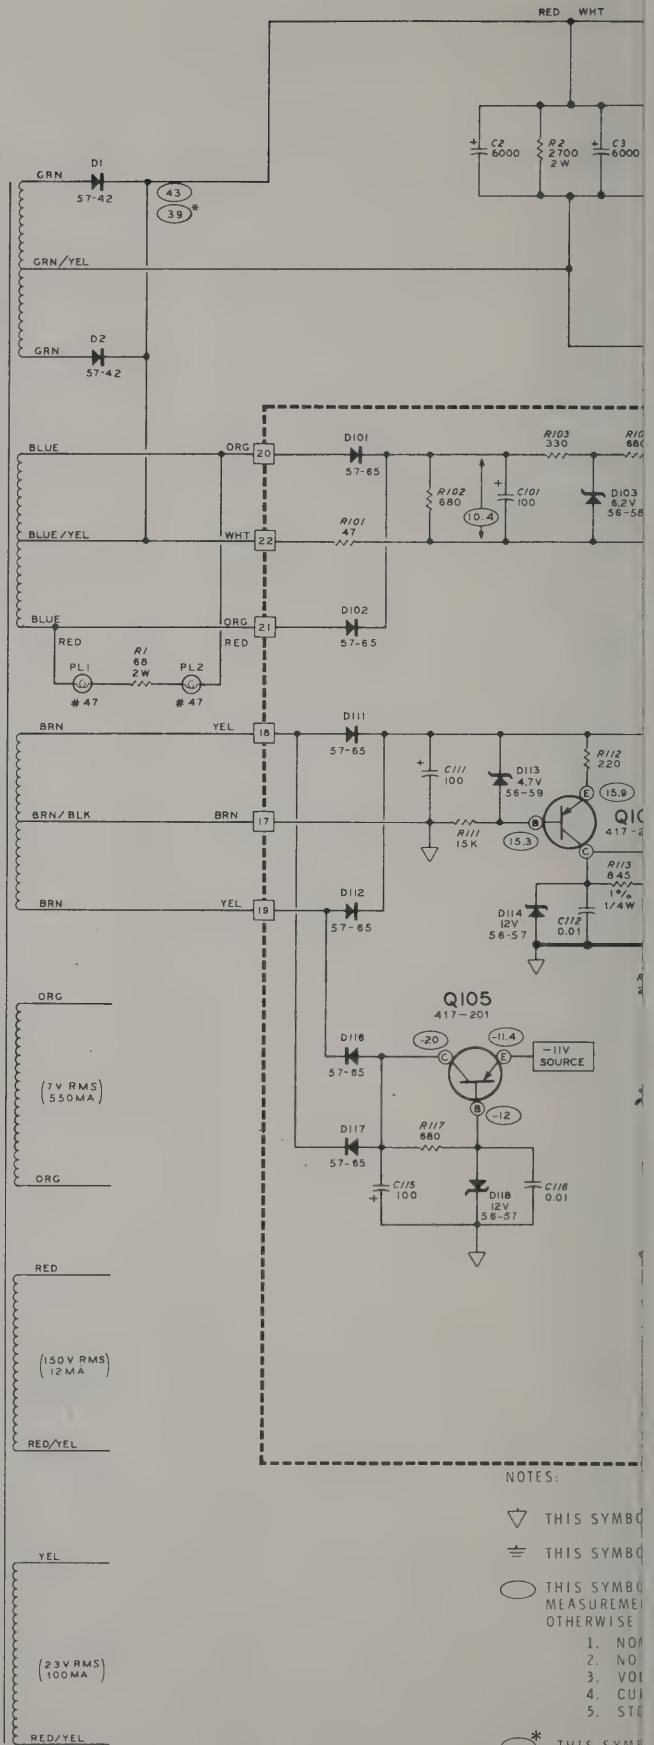 RED WHT
C2
6000
R2
2700
2W
C3
6000
D1
GRN
57-42
43
39*
GRN/YEL
D2
GRN
57-42
BLUE
ORG
20
D101
57-65
R102
680
10.4
C101
100
R103
330
D103
6.2V
BLUE/YEL
WHT
22
R101
47
BLUE
ORG
21
D102
57-65
RED
RED
R1
68
2W
PL1
#47
PL2
#47
BRN
YEL
18
D111
57-65
C111
100
D113
4.7V
56-59
R112
220
E
15.9
B
15.3
C
BRN/BLK
BRN
17
R111
15K
R113
845
1%
1/4W
BRN
YEL
19
D112
57-65
D114
12V
56-57
C112
0.01
ORG
(7V RMS)
(550MA)
ORG
Q105
417-201
D116
57-65
-20
C
-11.4
E
-11V
SOURCE
B
-12
D117
57-65
R117
680
C115
100
D118
12V
56-57
C116
0.01
RED
(150V RMS)
(12MA)
RED/YEL
NOTES:
THIS
THIS
YEL
THIS
OTHERWISE
1.
2. NO
3.
4.
5.
(23V RMS)
(100MA)
RED/YEL
* THIS